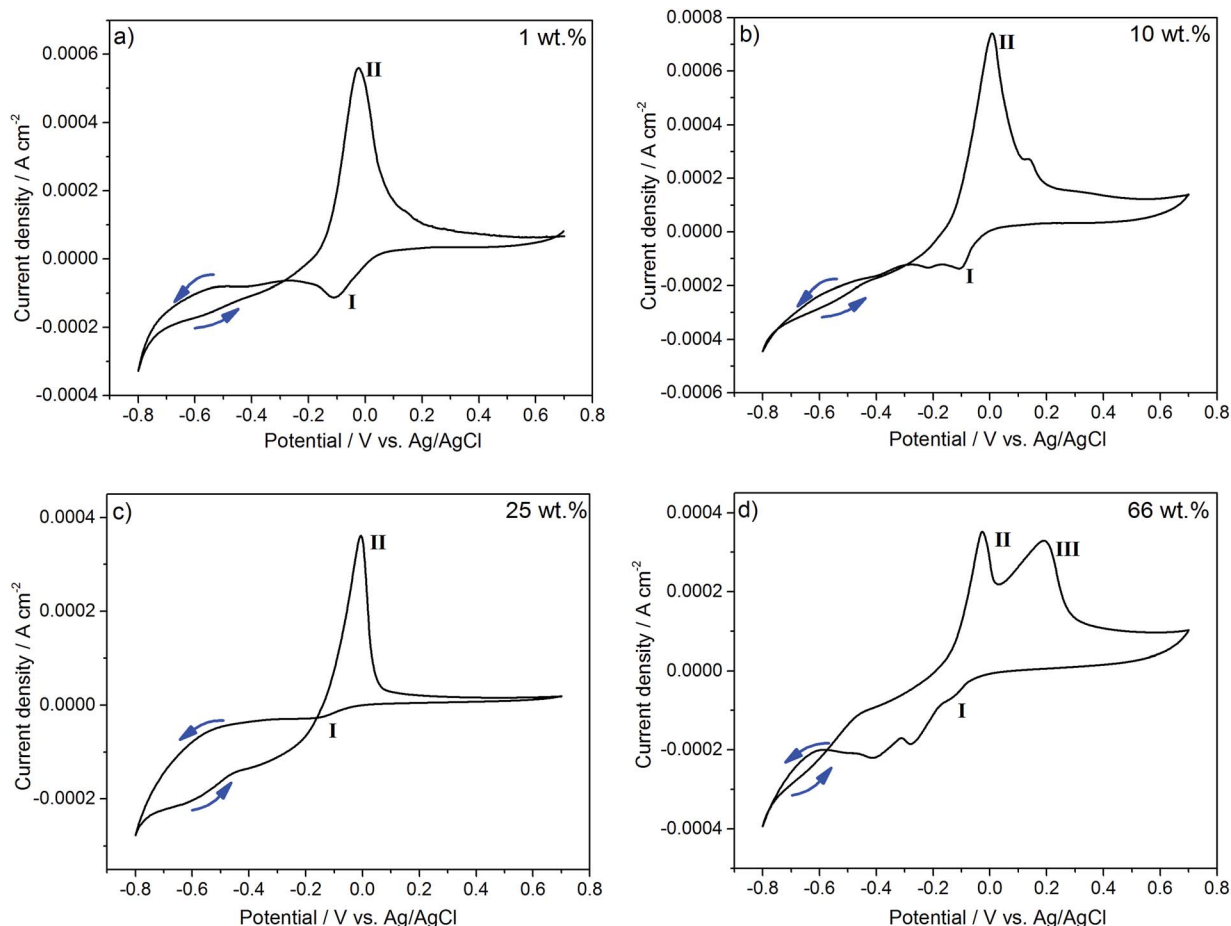 a)
1 wt.%
II
I
0.0006
0.0004
0.0002
0.0000
-0.0002
-0.0004
Current density / A cm⁻²
-0.8 -0.6 -0.4 -0.2 0.0 0.2 0.4 0.6 0.8
Potential / V vs. Ag/AgCl
b)
10 wt.%
II
I
0.0008
0.0006
0.0004
0.0002
0.0000
-0.0002
-0.0004
-0.0006
Current density / A cm⁻²
-0.8 -0.6 -0.4 -0.2 0.0 0.2 0.4 0.6 0.8
Potential / V vs. Ag/AgCl
c)
25 wt.%
II
I
0.0004
0.0002
0.0000
-0.0002
Current density / A cm⁻²
-0.8 -0.6 -0.4 -0.2 0.0 0.2 0.4 0.6 0.8
Potential / V vs. Ag/AgCl
d)
66 wt.%
II
III
I
0.0004
0.0002
0.0000
-0.0002
-0.0004
Current density / A cm⁻²
-0.8 -0.6 -0.4 -0.2 0.0 0.2 0.4 0.6 0.8
Potential / V vs. Ag/AgCl